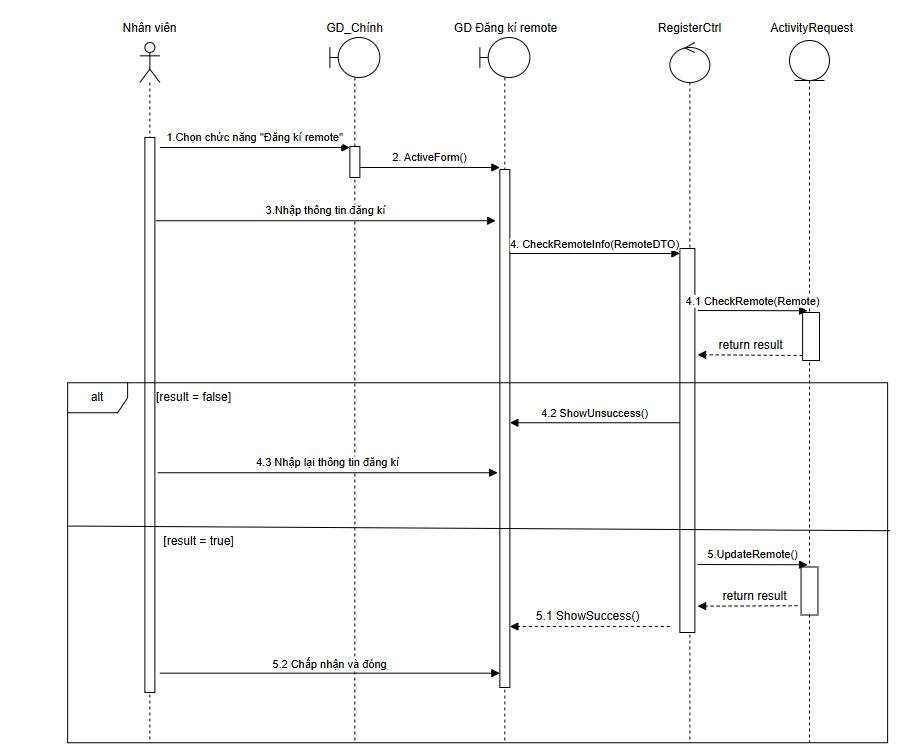 Nhân viên
GD_Chính
GD Đăng kí remote
RegisterCtrl
ActivityRequest
1.Chọn chức năng "Đăng kí remote"
2. ActiveForm()
3.Nhập thông tin đăng kí
4. CheckRemoteInfo(RemoteDTO)
4.1 CheckRemote(Remote)
return result
alt
[result = false]
4.2 ShowUnsuccess()
4.3 Nhập lại thông tin đăng kí
[result = true]
5.UpdateRemote()
return result
5.1 ShowSuccess()
5.2 Chấp nhận và đóng